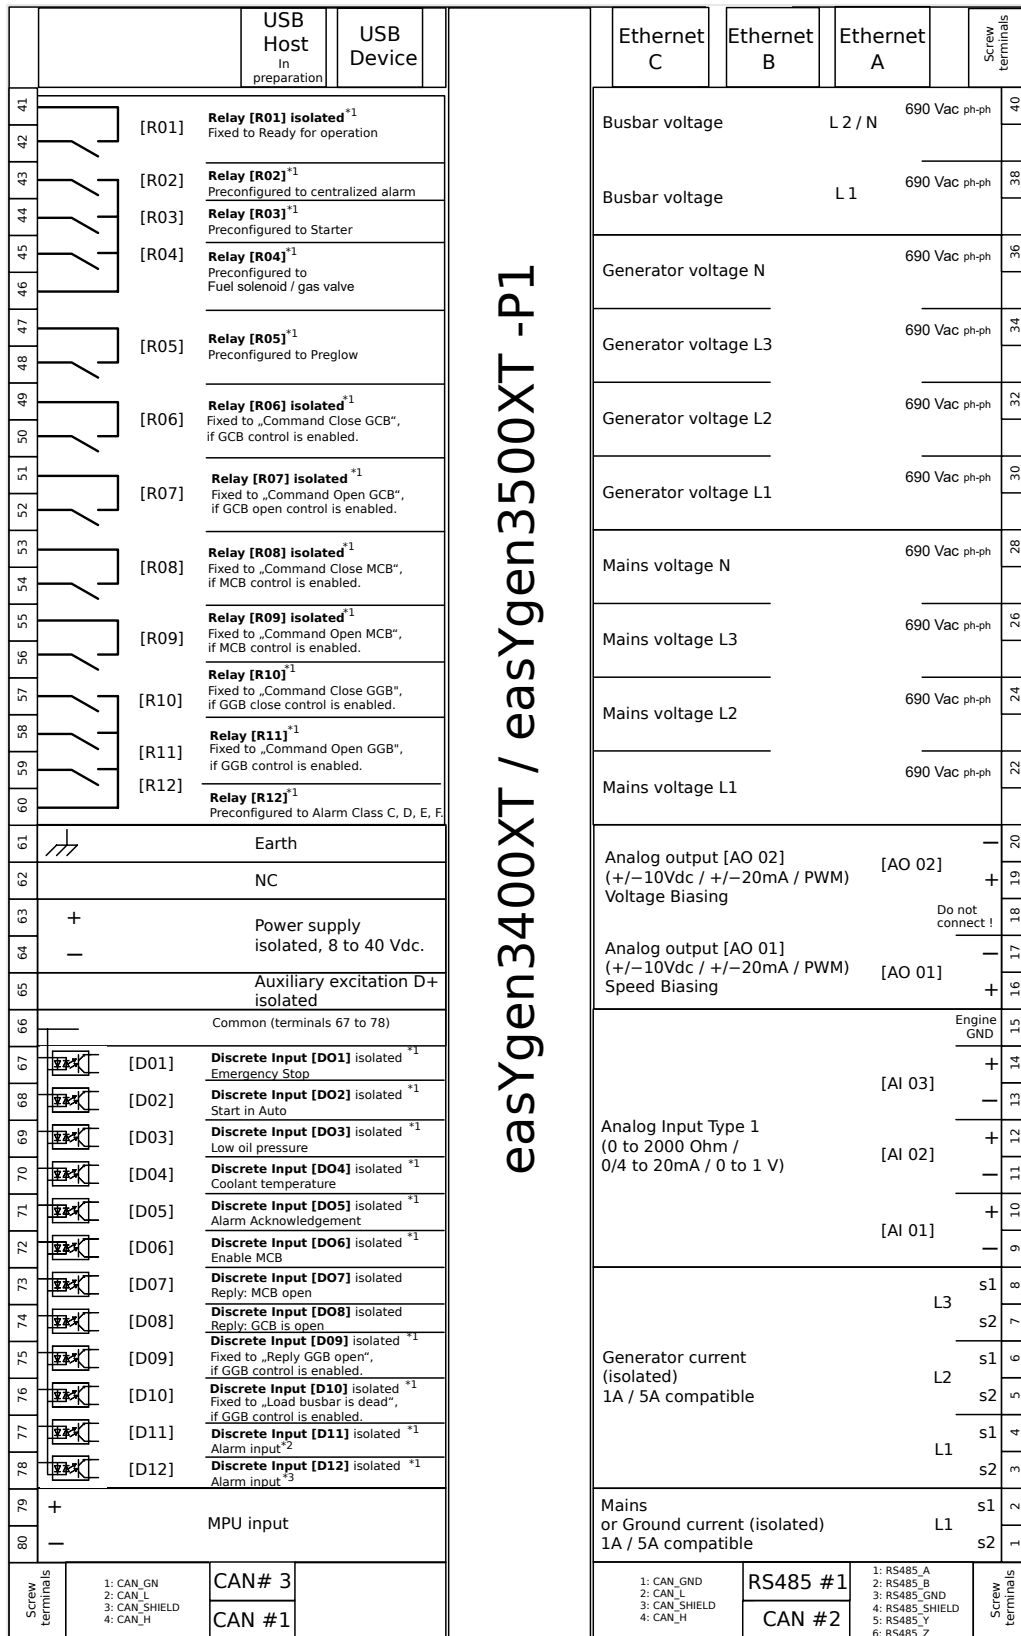 USB
Host
In
preparation
USB
Device
Ethernet
C
Ethernet
B
Ethernet
A
Screw
terminals
41
42
[R01]
Relay [R01] isolated*1
Fixed to Ready for operation
43
[R02]
Relay [R02]*1
Preconfigured to centralized alarm
44
[R03]
Relay [R03]*1
Preconfigured to Starter
45
46
[R04]
Relay [R04]*1
Preconfigured to
Fuel solenoid / gas valve
47
48
[R05]
Relay [R05]*1
Preconfigured to Preglow
49
50
[R06]
Relay [R06] isolated*1
Fixed to „Command Close GCB“,
if GCB control is enabled.
51
52
[R07]
Relay [R07] isolated *1
Fixed to „Command Open GCB“,
if GCB open control is enabled.
53
54
[R08]
Relay [R08] isolated*1
Fixed to „Command Close MCB“,
if MCB control is enabled.
55
56
[R09]
Relay [R09] isolated*1
Fixed to „Command Open MCB“,
if MCB control is enabled.
57
[R10]
Relay [R10]*1
Fixed to „Command Close GGB",
if GGB close control is enabled.
58
[R11]
Relay [R11]*1
Fixed to „Command Open GGB",
if GGB control is enabled.
59
60
[R12]
Relay [R12]*1
Preconfigured to Alarm Class C, D, E, F.
61
Earth
62
NC
63
+
64
−
Power supply
isolated, 8 to 40 Vdc.
65
Auxiliary excitation D+
isolated
66
Common (terminals 67 to 78)
67
[D01]
Discrete Input [DO1] isolated *1
Emergency Stop
68
[D02]
Discrete Input [DO2] isolated *1
Start in Auto
69
[D03]
Discrete Input [DO3] isolated *1
Low oil pressure
70
[D04]
Discrete Input [DO4] isolated *1
Coolant temperature
71
[D05]
Discrete Input [DO5] isolated *1
Alarm Acknowledgement
72
[D06]
Discrete Input [DO6] isolated *1
Enable MCB
73
[D07]
Discrete Input [DO7] isolated
Reply: MCB open
74
[D08]
Discrete Input [DO8] isolated
Reply: GCB is open
75
[D09]
Discrete Input [D09] isolated *1
Fixed to „Reply GGB open“,
if GGB control is enabled.
76
[D10]
Discrete Input [D10] isolated *1
Fixed to „Load busbar is dead“,
if GGB control is enabled.
77
[D11]
Discrete Input [D11] isolated *1
Alarm input*2
78
[D12]
Discrete Input [D12] isolated *1
Alarm input*3
79
+
80
−
MPU input
Screw
terminals
1: CAN_GN
2: CAN_L
3: CAN_SHIELD
4: CAN_H
CAN# 3
CAN #1
easYgen3400XT / easYgen3500XT -P1
Busbar voltage
L 2 / N
690 Vac ph-ph
40
Busbar voltage
L 1
690 Vac ph-ph
38
Generator voltage N
690 Vac ph-ph
36
Generator voltage L3
690 Vac ph-ph
34
Generator voltage L2
690 Vac ph-ph
32
Generator voltage L1
690 Vac ph-ph
30
Mains voltage N
690 Vac ph-ph
28
Mains voltage L3
690 Vac ph-ph
26
Mains voltage L2
690 Vac ph-ph
24
Mains voltage L1
690 Vac ph-ph
22
Analog output [AO 02]
(+/−10Vdc / +/−20mA / PWM)
Voltage Biasing
[AO 02]
−
20
+
19
Do not
connect !
18
Analog output [AO 01]
(+/−10Vdc / +/−20mA / PWM)
Speed Biasing
[AO 01]
−
17
+
16
Engine
GND
15
Analog Input Type 1
(0 to 2000 Ohm /
0/4 to 20mA / 0 to 1 V)
[AI 03]
+
14
−
13
[AI 02]
+
12
−
11
[AI 01]
+
10
−
9
Generator current
(isolated)
1A / 5A compatible
L3
s1
8
s2
7
L2
s1
6
s2
5
L1
s1
4
s2
3
Mains
or Ground current (isolated)
1A / 5A compatible
L1
s1
2
s2
1
1: CAN_GND
2: CAN_L
3: CAN_SHIELD
4: CAN_H
RS485 #1
CAN #2
1: RS485_A
2: RS485_B
3: RS485_GND
4: RS485_SHIELD
5: RS485_Y
6: RS485_Z
Screw
terminals